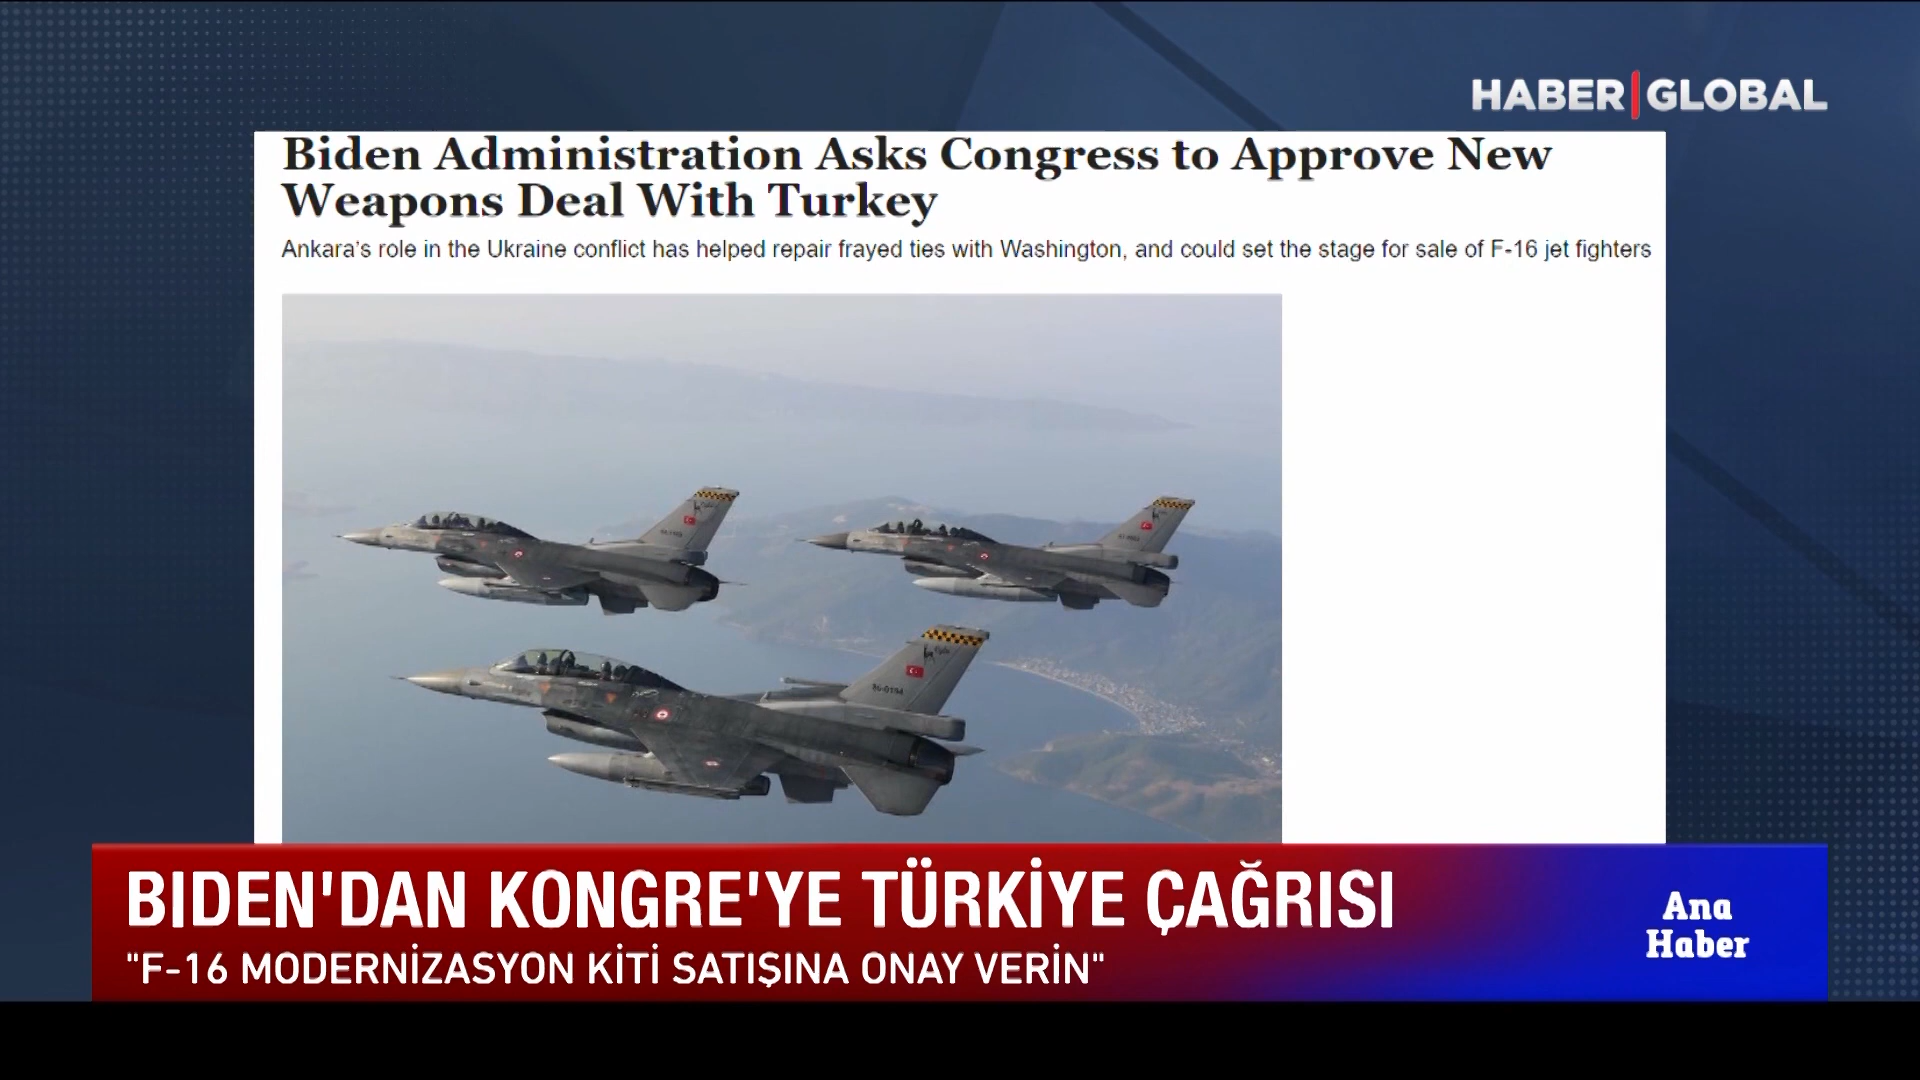 HABER GLOBAL
Biden Administration Asks Congress to Approve New
Weapons Deal With Turkey
Ankara's role in the Ukraine conflict has helped repair frayed ties with Washington, and could set the stage for sale of F-16 jet fighters
BIDEN'DAN KONGRE'YE TÜRKİYE ÇAĞRISI
"F-16 MODERNİZASYON KİTİ SATIŞINA ONAY VERİN"
Ana
Haber